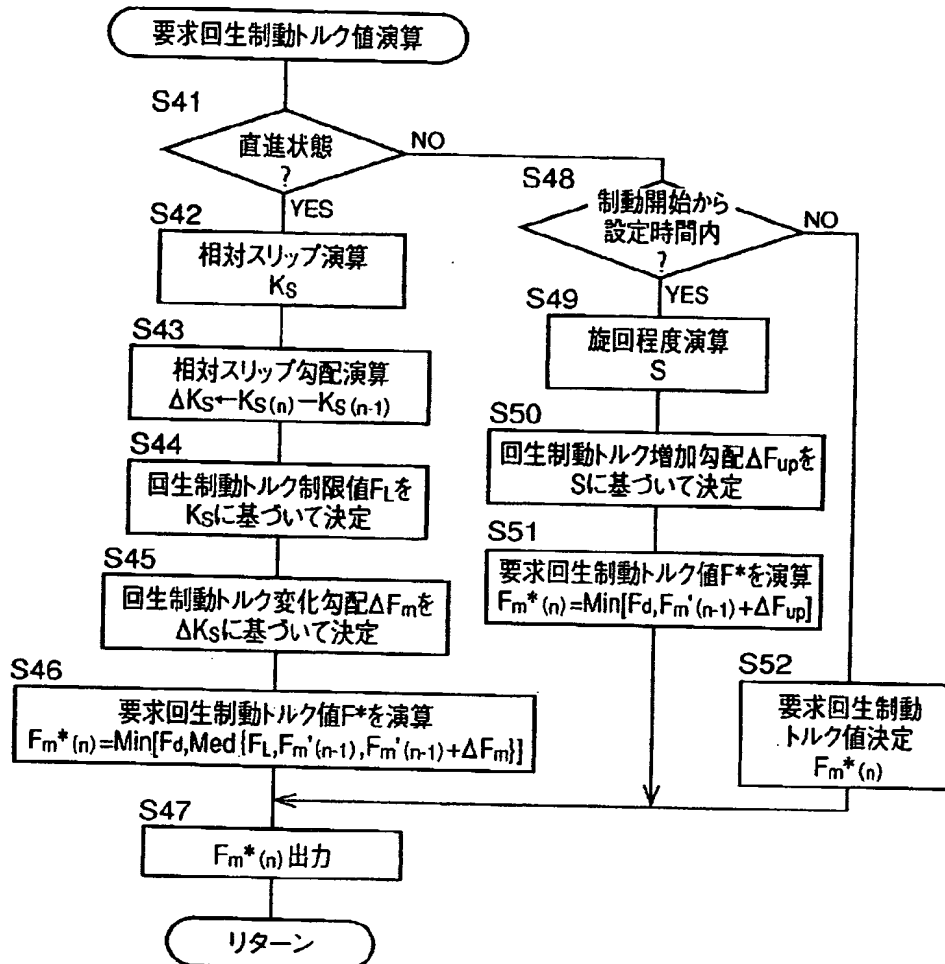 要求回生制動トルク値演算
S41
直進状態
?
NO
YES
S42
相対スリップ演算
KS
S43
相対スリップ勾配演算
ΔKS←KS(n)−KS(n-1)
S44
回生制動トルク制限値FLを
KSに基づいて決定
S45
回生制動トルク変化勾配ΔFmを
ΔKSに基づいて決定
S46
要求回生制動トルク値F*を演算
Fm*(n)=Min[Fd,Med{FL,Fm'(n-1),Fm'(n-1)+ΔFm}]
S47
Fm*(n)出力
リターン
S48
制動開始から
設定時間内
?
NO
YES
S49
旋回程度演算
S
S50
回生制動トルク増加勾配ΔFupを
Sに基づいて決定
S51
要求回生制動トルク値F*を演算
Fm*(n)=Min[Fd,Fm'(n-1)+ΔFup]
S52
要求回生制動
トルク値決定
Fm*(n)